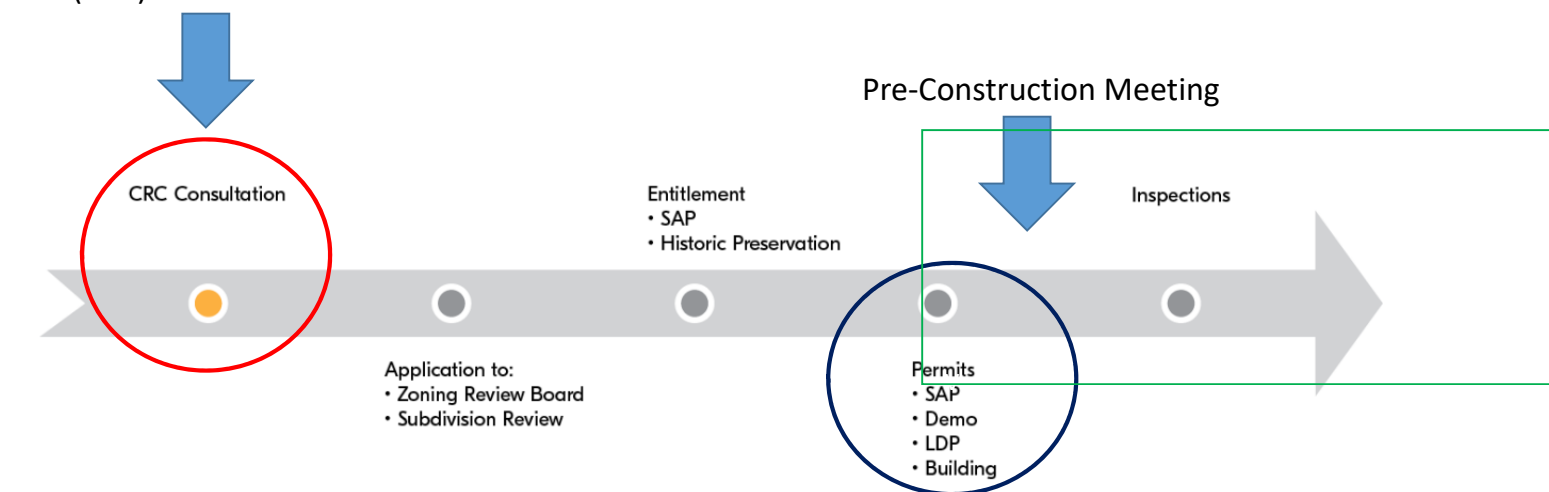 Pre-Construction Meeting
CRC Consultation
Entitlement
• SAP
• Historic Preservation
Inspections
Application to:
• Zoning Review Board
• Subdivision Review
Permits
• SAP
• Demo
• LDP
• Building